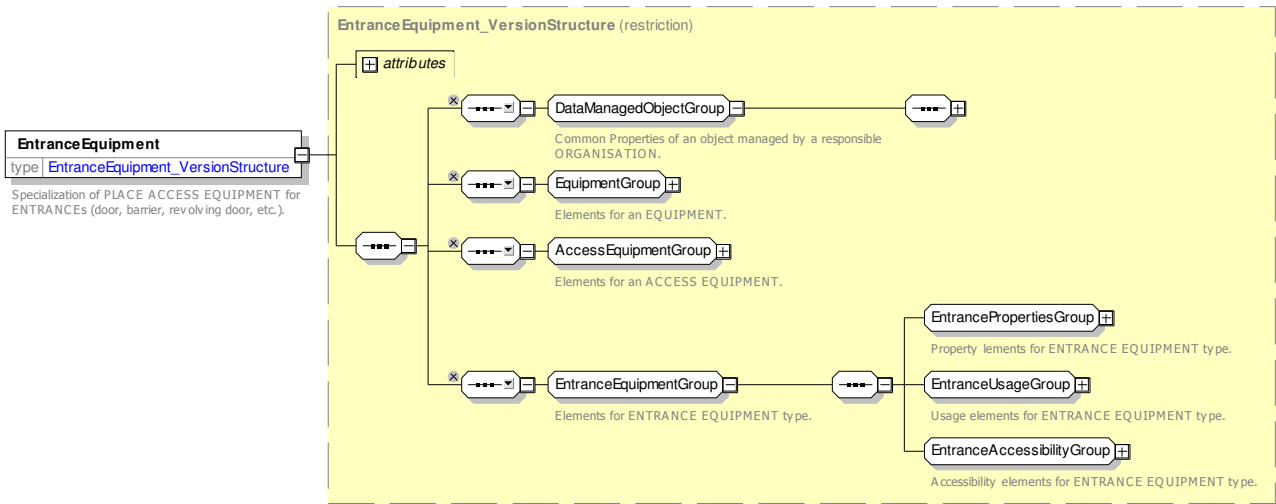 EntranceEquipment_VersionStructure (restriction)
attributes
DataManagedObjectGroup
Common Properties of an object managed by a responsible
ORGANISATION.
EntranceEquipment
type EntranceEquipment_VersionStructure
Specialization of PLACE ACCESS EQUIPMENT for
ENTRANCEs (door, barrier, revolving door, etc.).
EquipmentGroup
Elements for an EQUIPMENT.
AccessEquipmentGroup
Elements for an ACCESS EQUIPMENT.
EntranceEquipmentGroup
Elements for ENTRANCE EQUIPMENT type.
EntrancePropertiesGroup
Property lements for ENTRANCE EQUIPMENT type.
EntranceUsageGroup
Usage elements for ENTRANCE EQUIPMENT type.
EntranceAccessibilityGroup
Accessibility elements for ENTRANCE EQUIPMENT type.